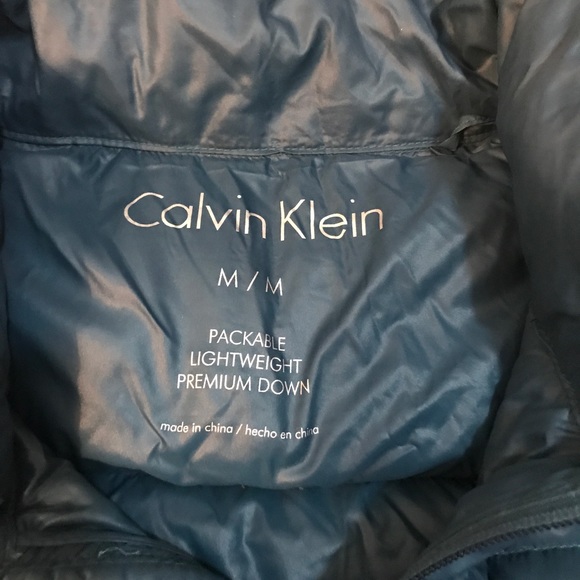 Calvin Klein
M / M
PACKABLE
LIGHTWEIGHT
PREMIUM DOWN
made in china / hecho en china